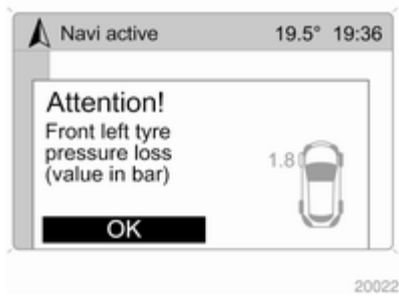 Navi active 19.5° 19:36
Attention!
Front left tyre
pressure loss
(value in bar)
1.8
OK
20022